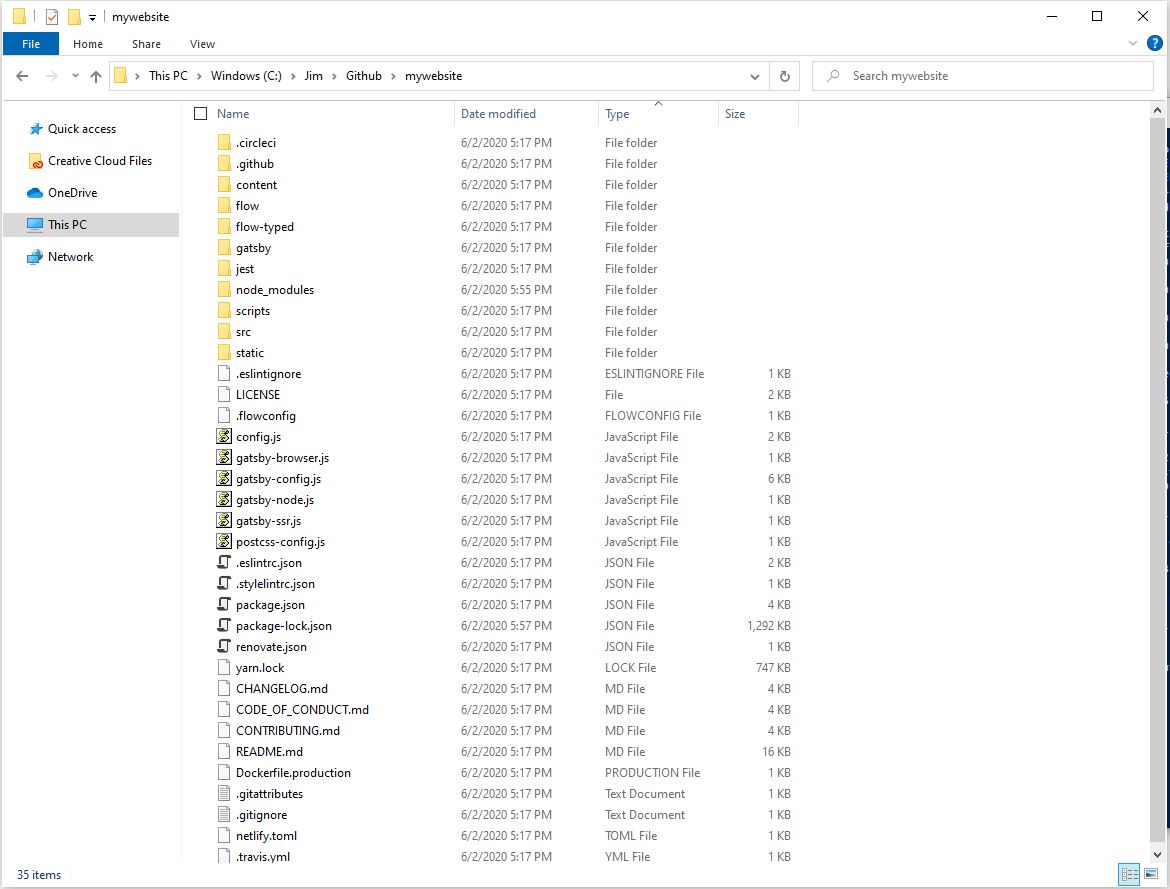 mywebsite
File Home Share View
This PC Windows (C:) Jim Github mywebsite Search mywebsite
Name Date modified Type Size
Quick access
Creative Cloud Files
OneDrive
This PC
Network
.circleci 6/2/2020 5:17 PM File folder
.github 6/2/2020 5:17 PM File folder
content 6/2/2020 5:17 PM File folder
flow 6/2/2020 5:17 PM File folder
flow-typed 6/2/2020 5:17 PM File folder
gatsby 6/2/2020 5:17 PM File folder
jest 6/2/2020 5:17 PM File folder
node_modules 6/2/2020 5:55 PM File folder
scripts 6/2/2020 5:17 PM File folder
src 6/2/2020 5:17 PM File folder
static 6/2/2020 5:17 PM File folder
.eslintignore 6/2/2020 5:17 PM ESLINTIGNORE File 1 KB
LICENSE 6/2/2020 5:17 PM File 2 KB
.flowconfig 6/2/2020 5:17 PM FLOWCONFIG File 1 KB
config.js 6/2/2020 5:17 PM JavaScript File 2 KB
gatsby-browser.js 6/2/2020 5:17 PM JavaScript File 1 KB
gatsby-config.js 6/2/2020 5:17 PM JavaScript File 6 KB
gatsby-node.js 6/2/2020 5:17 PM JavaScript File 1 KB
gatsby-ssr.js 6/2/2020 5:17 PM JavaScript File 1 KB
postcss-config.js 6/2/2020 5:17 PM JavaScript File 1 KB
.eslintrc.json 6/2/2020 5:17 PM JSON File 2 KB
.stylelintrc.json 6/2/2020 5:17 PM JSON File 1 KB
package.json 6/2/2020 5:17 PM JSON File 4 KB
package-lock.json 6/2/2020 5:57 PM JSON File 1,292 KB
renovate.json 6/2/2020 5:17 PM JSON File 1 KB
yarn.lock 6/2/2020 5:17 PM LOCK File 747 KB
CHANGELOG.md 6/2/2020 5:17 PM MD File 4 KB
CODE_OF_CONDUCT.md 6/2/2020 5:17 PM MD File 4 KB
CONTRIBUTING.md 6/2/2020 5:17 PM MD File 4 KB
README.md 6/2/2020 5:17 PM MD File 16 KB
Dockerfile.production 6/2/2020 5:17 PM PRODUCTION File 1 KB
.gitattributes 6/2/2020 5:17 PM Text Document 1 KB
.gitignore 6/2/2020 5:17 PM Text Document 1 KB
netlify.toml 6/2/2020 5:17 PM TOML File 1 KB
.travis.yml 6/2/2020 5:17 PM YML File 1 KB
35 items